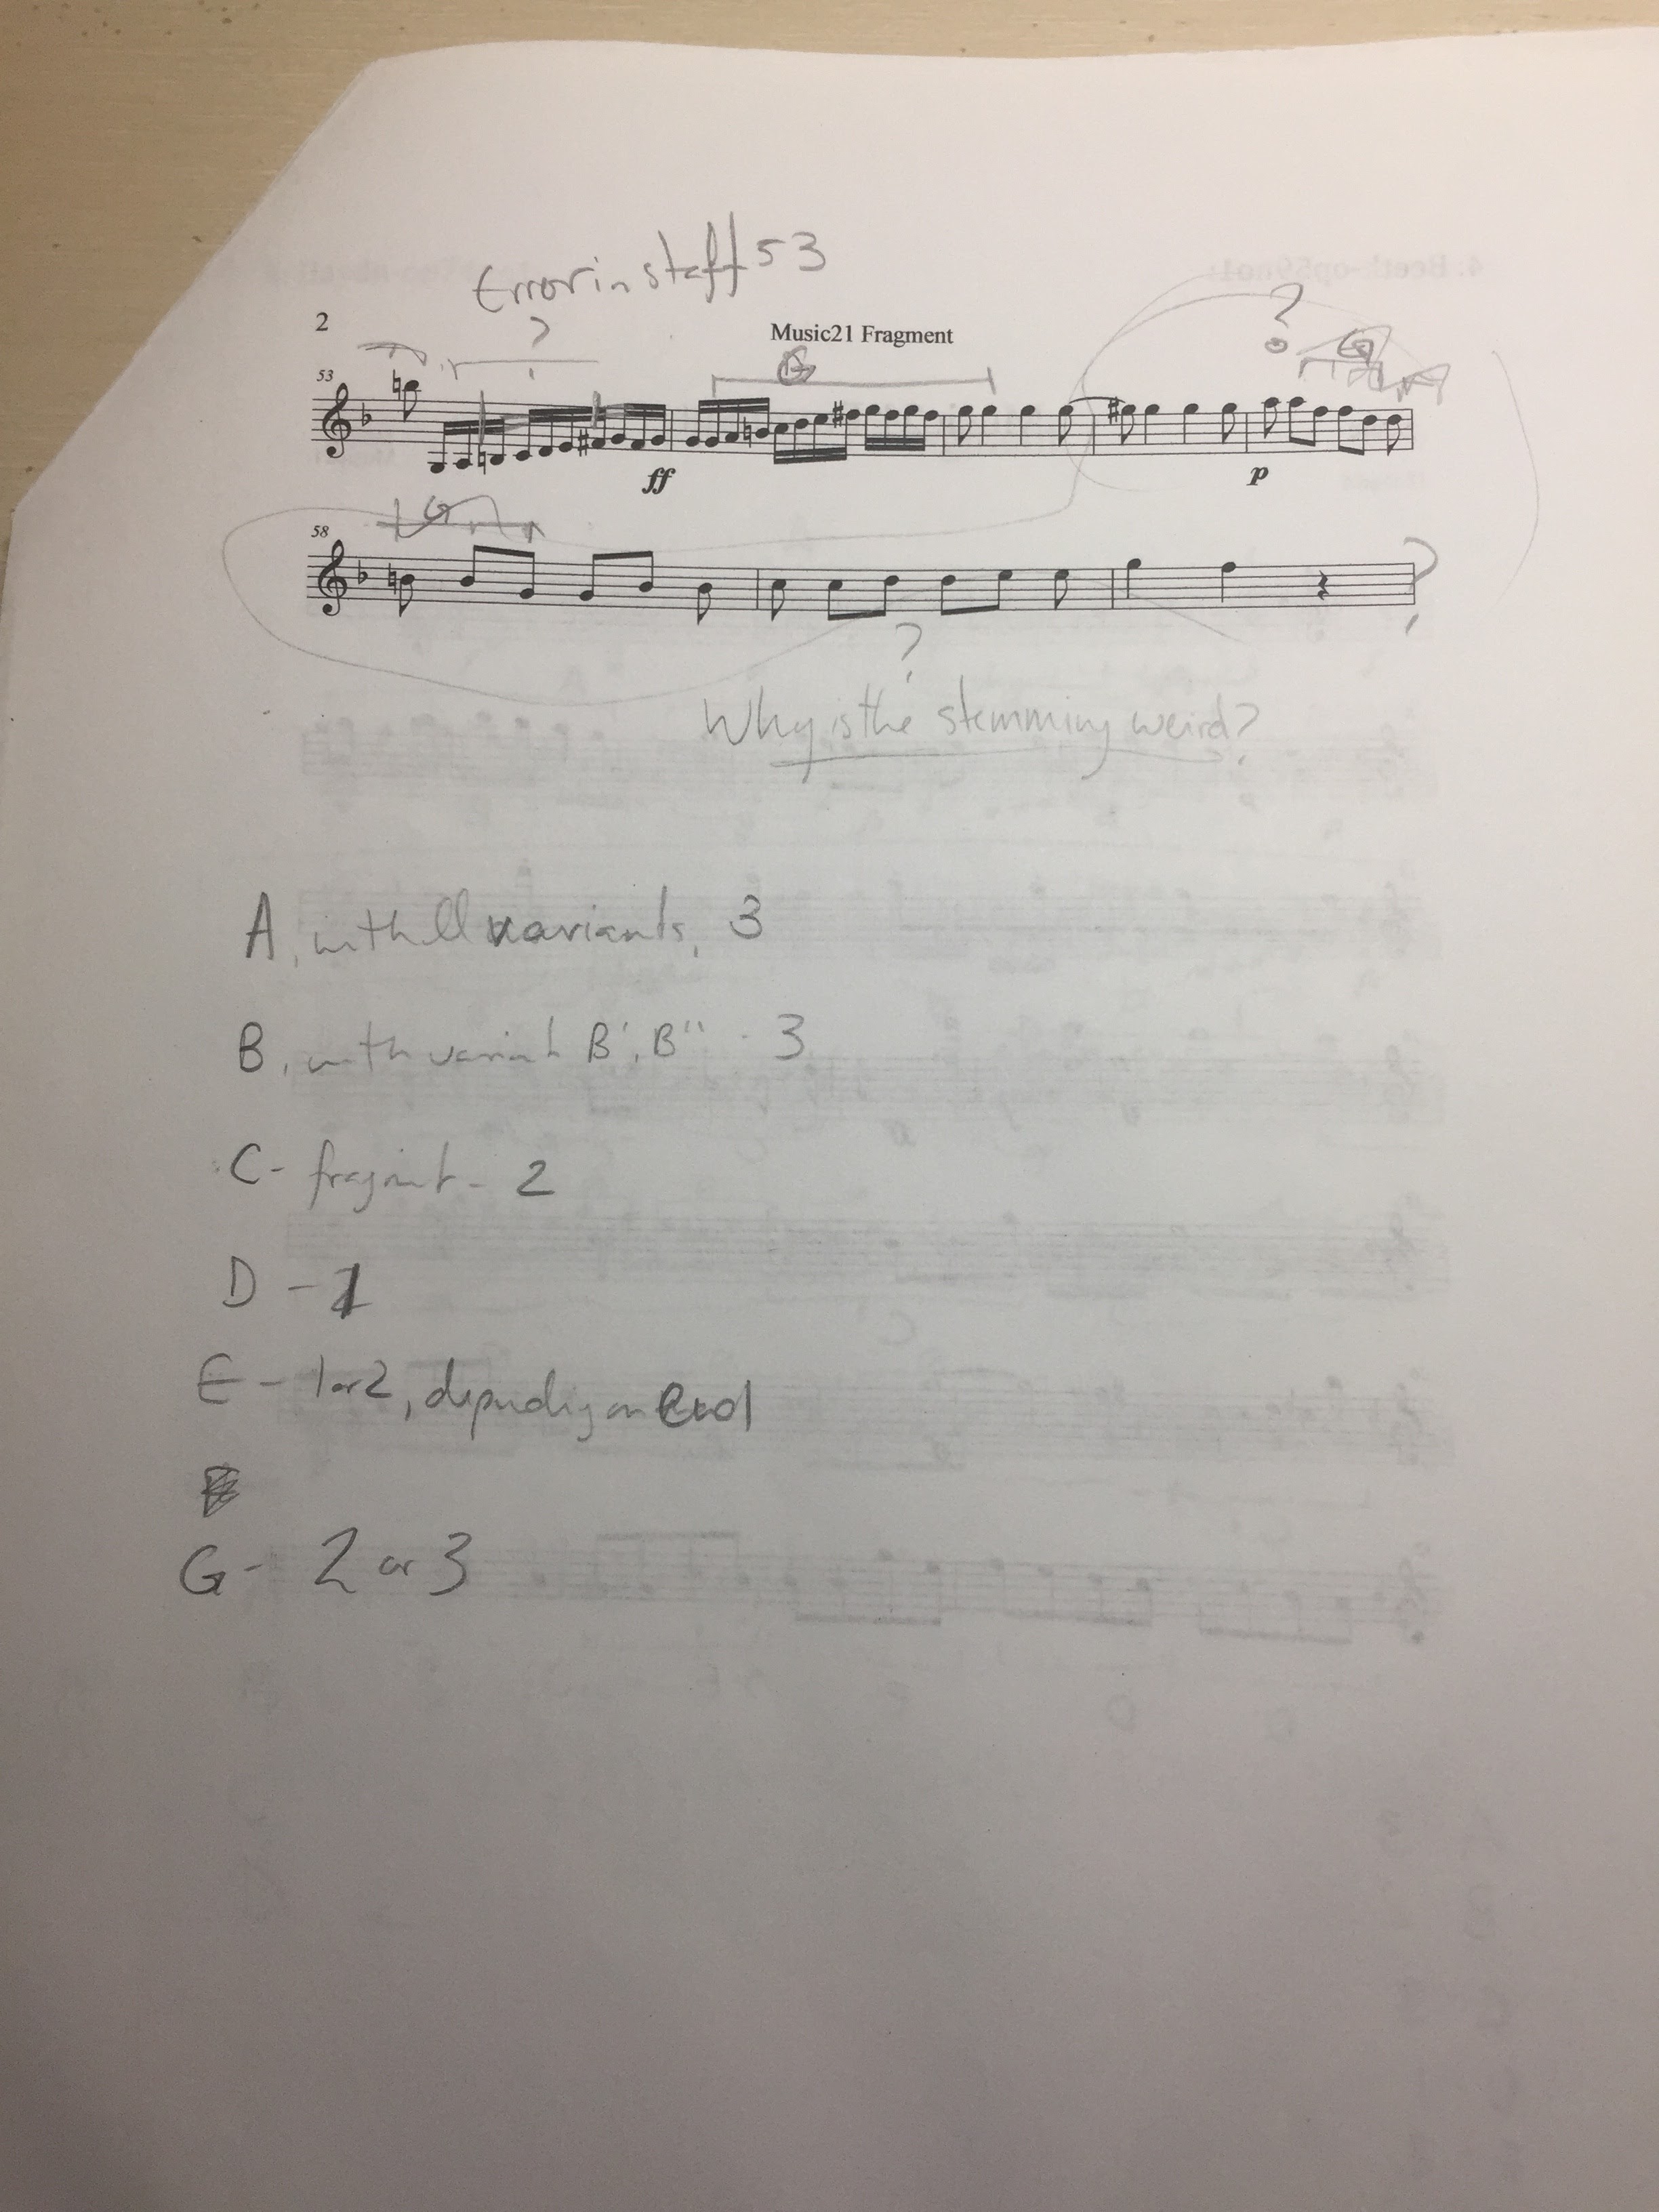 Error in staff 53
2
?
?
Music21 Fragment
G
G
53
ff
p
G
58
?
?
Why is the stemming weird?
A, with all variants, 3
B, with variant B', B" - 3
C- fragment - 2
D - 1
E - 1 or 2, depending on end
G - 2 or 3